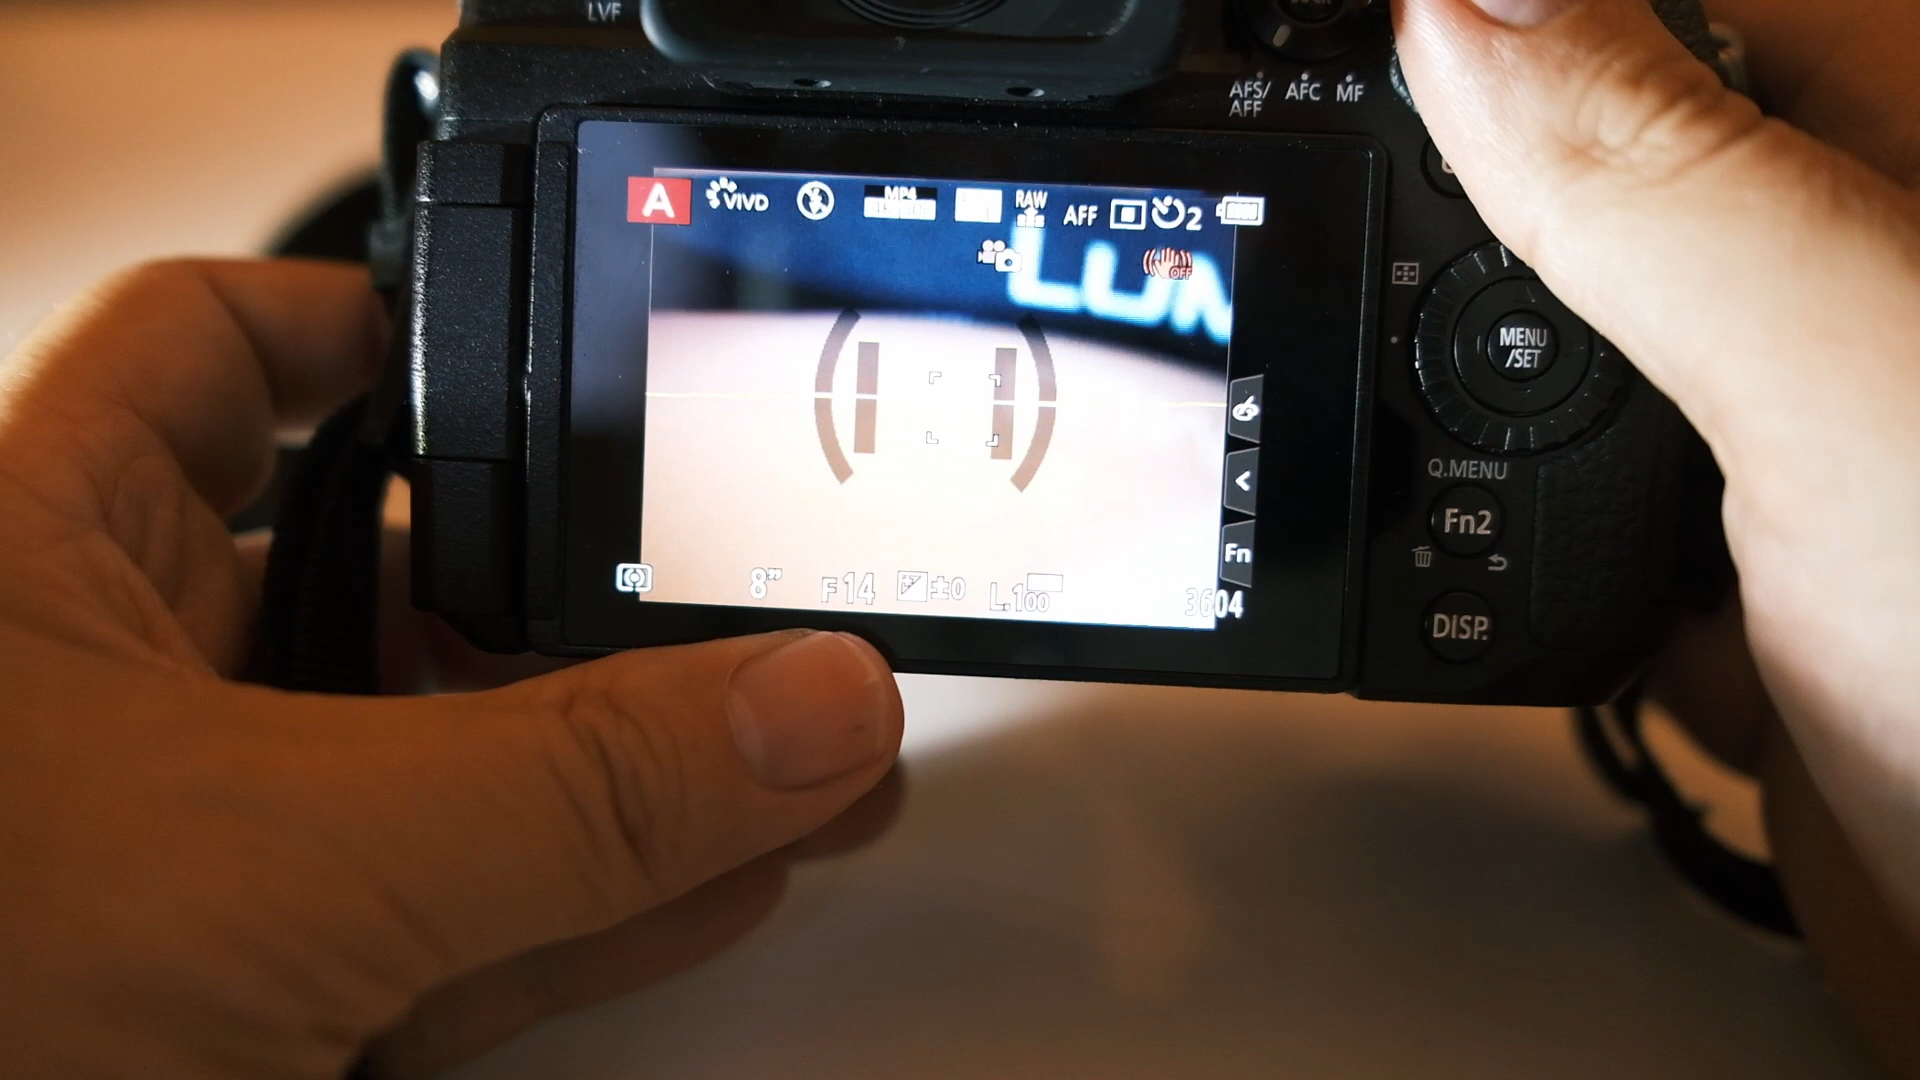 LVF
AFS/ AFC MF
AFF
A VIVD MP4 RAW AFF 2
OFF
LUM
MENU
/SET
Q.MENU
Fn2
Fn
8" F14 ±0 L.100 3604
DISP.